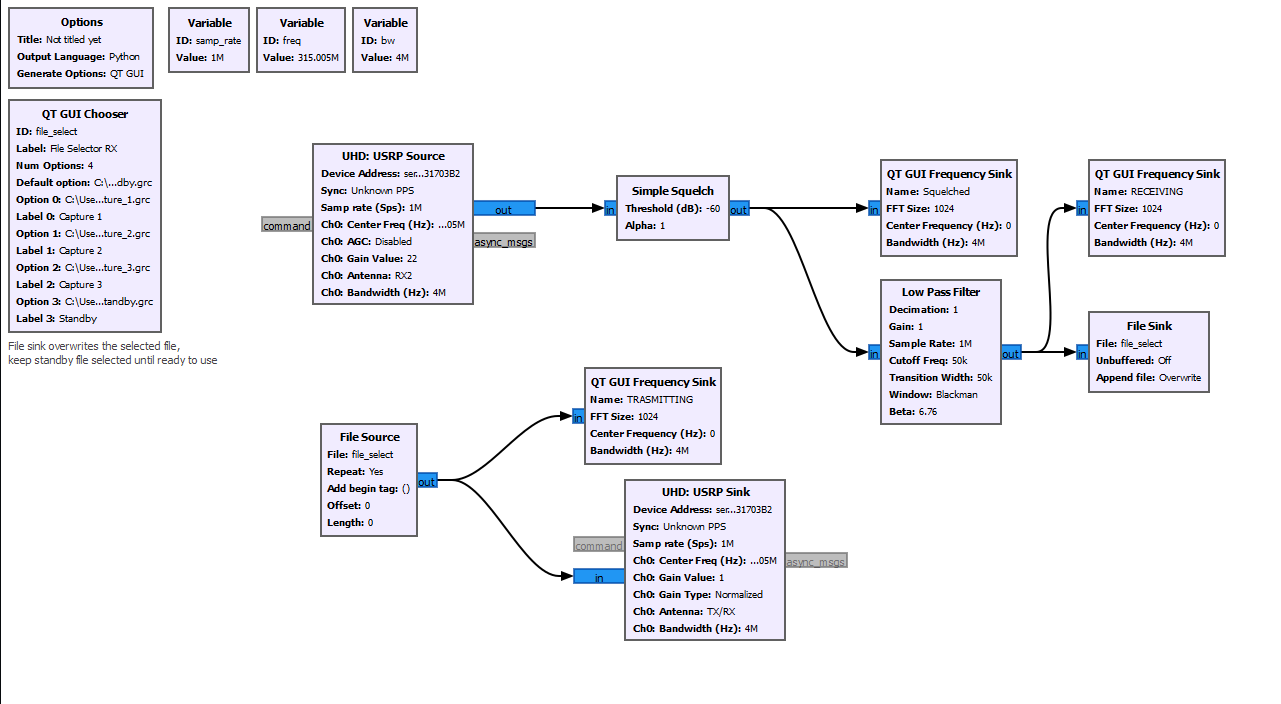 Options
Title: Not titled yet
Output Language: Python
Generate Options: QT GUI
Variable
ID: samp_rate
Value: 1M
Variable
ID: freq
Value: 315.005M
Variable
ID: bw
Value: 4M
QT GUI Chooser
ID: file_select
Label: File Selector RX
Num Options: 4
Default option: C:\...dby.grc
Option 0: C:\Use...ture_1.grc
Label 0: Capture 1
Option 1: C:\Use...ture_2.grc
Label 1: Capture 2
Option 2: C:\Use...ture_3.grc
Label 2: Capture 3
Option 3: C:\Use...tandby.grc
Label 3: Standby
File sink overwrites the selected file,
keep standby file selected until ready to use
UHD: USRP Source
Device Address: ser...31703B2
Sync: Unknown PPS
Samp rate (Sps): 1M
Ch0: Center Freq (Hz): ...05M
Ch0: AGC: Disabled
Ch0: Gain Value: 22
Ch0: Antenna: RX2
Ch0: Bandwidth (Hz): 4M
command
out
async_msgs
Simple Squelch
Threshold (dB): -60
Alpha: 1
in
out
QT GUI Frequency Sink
Name: Squelched
FFT Size: 1024
Center Frequency (Hz): 0
Bandwidth (Hz): 4M
in
QT GUI Frequency Sink
Name: RECEIVING
FFT Size: 1024
Center Frequency (Hz): 0
Bandwidth (Hz): 4M
in
Low Pass Filter
Decimation: 1
Gain: 1
Sample Rate: 1M
Cutoff Freq: 50k
Transition Width: 50k
Window: Blackman
Beta: 6.76
in
out
File Sink
File: file_select
Unbuffered: Off
Append file: Overwrite
in
QT GUI Frequency Sink
Name: TRASMITTING
FFT Size: 1024
Center Frequency (Hz): 0
Bandwidth (Hz): 4M
in
File Source
File: file_select
Repeat: Yes
Add begin tag: ()
Offset: 0
Length: 0
out
UHD: USRP Sink
Device Address: ser...31703B2
Sync: Unknown PPS
Samp rate (Sps): 1M
Ch0: Center Freq (Hz): ...05M
Ch0: Gain Value: 1
Ch0: Gain Type: Normalized
Ch0: Antenna: TX/RX
Ch0: Bandwidth (Hz): 4M
command
in
async_msgs